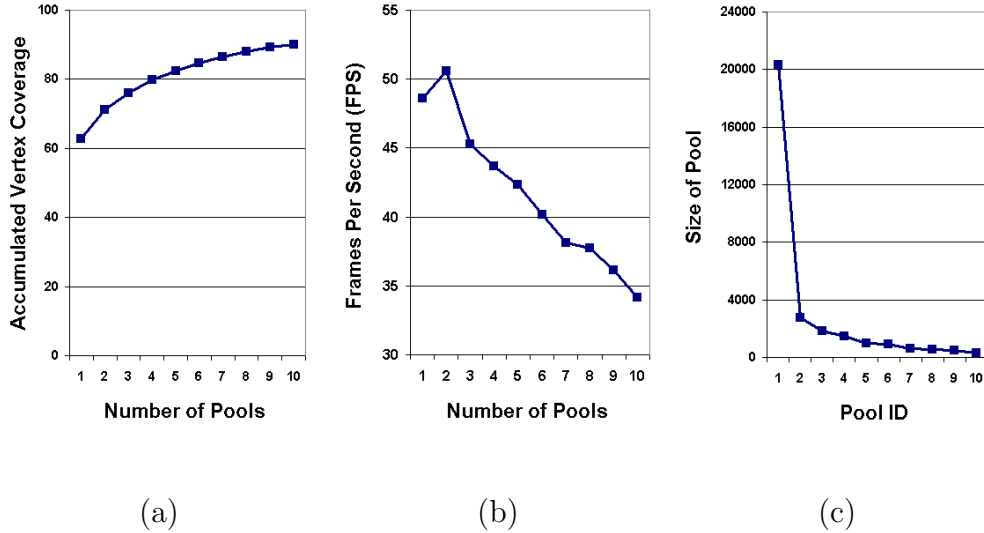 Accumulated Vertex Coverage
100
80
60
40
20
0
1 2 3 4 5 6 7 8 9 10
Number of Pools
(a)
Frames Per Second (FPS)
55
50
45
40
35
30
1 2 3 4 5 6 7 8 9 10
Number of Pools
(b)
Size of Pool
24000
20000
16000
12000
8000
4000
0
1 2 3 4 5 6 7 8 9 10
Pool ID
(c)